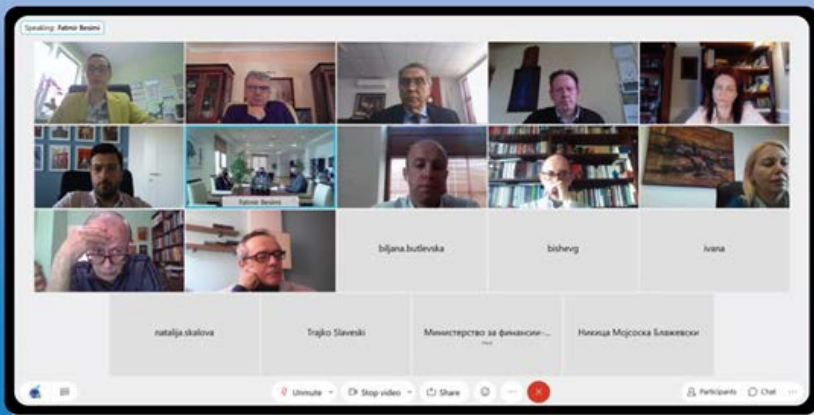 Speaking: Fatmir Besimi
Fatmir Besimi
biljana.butlevska
bishevg
ivana
natalija.skalova
Trajko Slaveski
Министерство за финансии-...
Host
Никица Мојсоска Блажевски
Unmute
Stop video
Share
Participants
Chat